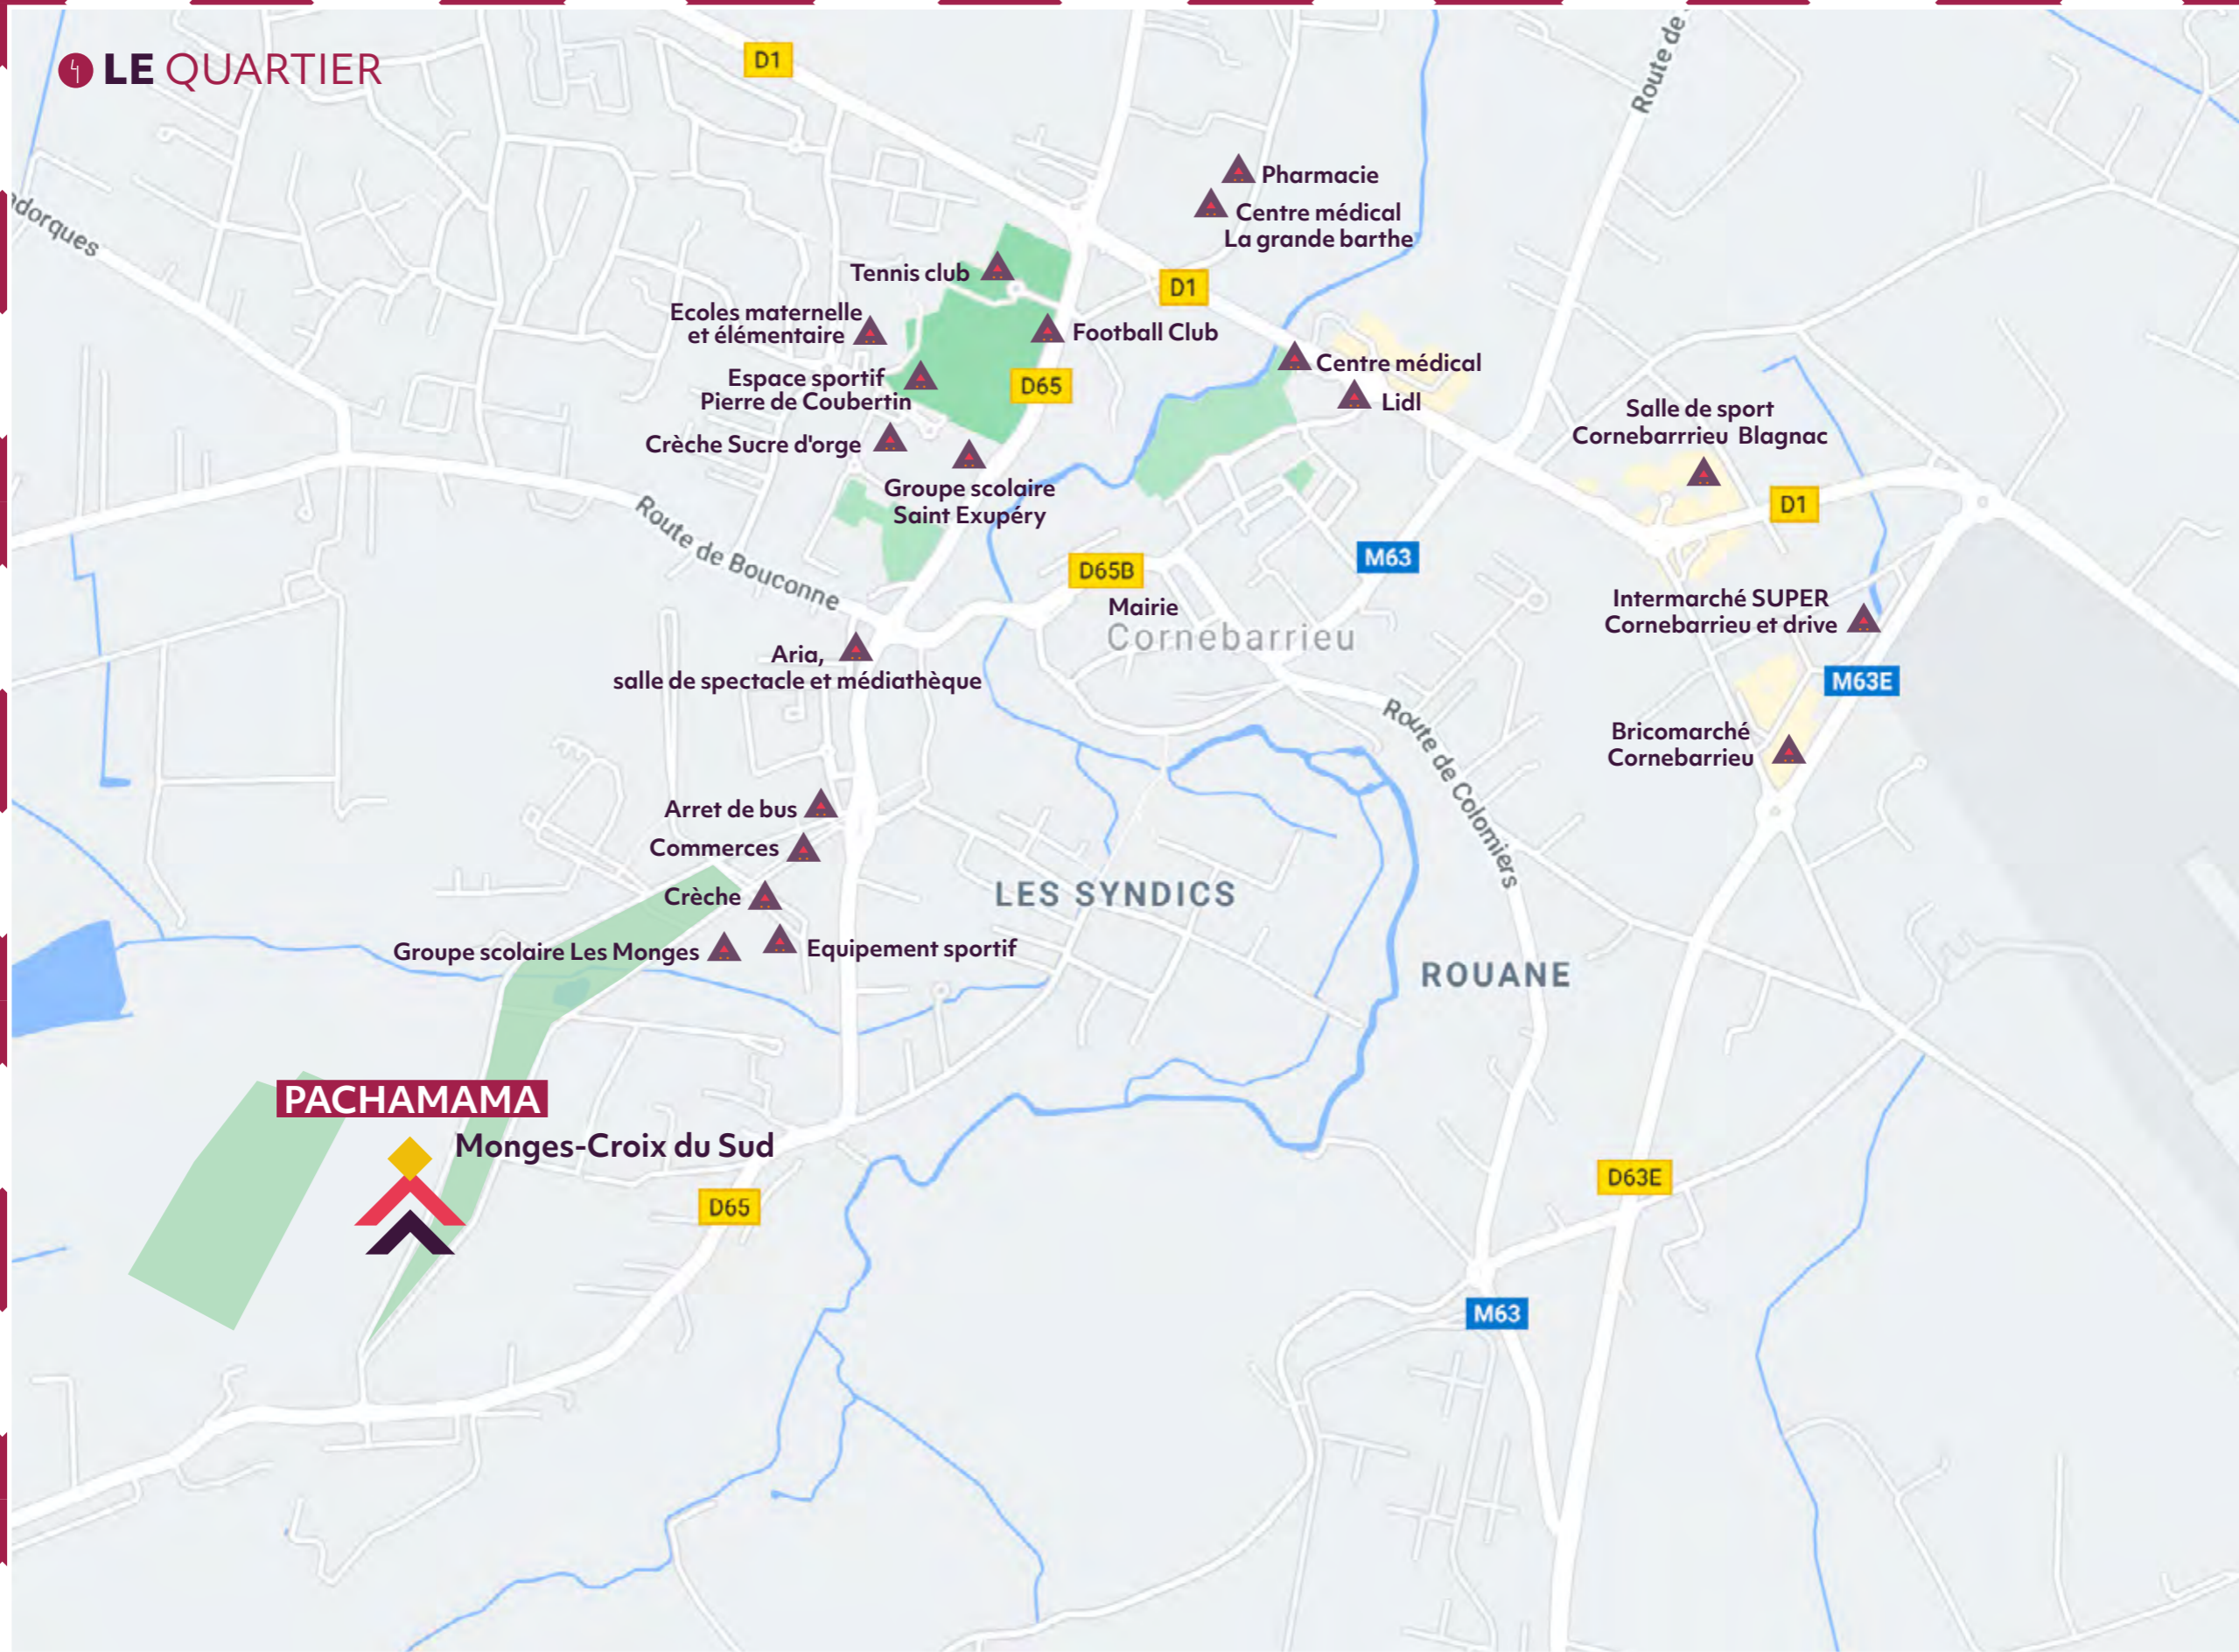 LE QUARTIER
D1
Route de
dorques
Pharmacie
Centre médical
La grande barthe
Tennis club
D1
Ecoles maternelle
et élémentaire
Football Club
Espace sportif
Pierre de Coubertin
D65
Centre médical
Lidl
Salle de sport
Cornebarrrieu Blagnac
Crèche Sucre d'orge
Groupe scolaire
Saint Exupéry
D1
Route de Bouconne
D65B
M63
Mairie
Cornebarrieu
Intermarché SUPER
Cornebarrieu et drive
Aria,
salle de spectacle et médiathèque
M63E
Route de Colomiers
Bricomarché
Cornebarrieu
Arret de bus
Commerces
Crèche
LES SYNDICS
Groupe scolaire Les Monges
Equipement sportif
ROUANE
PACHAMAMA
Monges-Croix du Sud
D65
D63E
M63